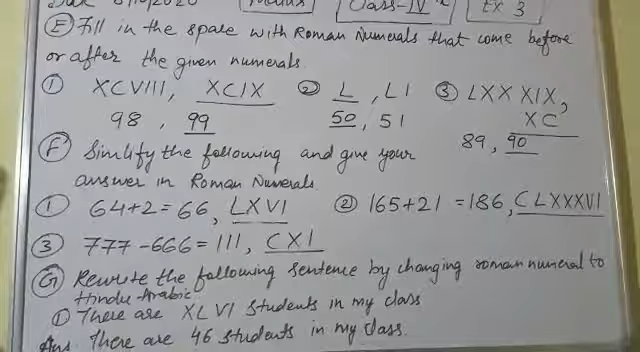 Class-IV Ex 3
(E) Fill in the space with Roman Numerals that come before
or after the given numerals.
① XCVIII, XCIX ② L, LI ③ LXXXIX,
XC
98, 99 50, 51
89, 90
(F) Simlify the following and give your
answer in Roman Numerals.
① 64+2=66, LXVI ② 165+21 =186, CLXXXVI
③ 777-666=111, CXI
(G) Rewrite the following sentence by changing roman numeral to
Hindu-Arabic
① There are XLVI Students in my class
Ans. There are 46 Students in my class.